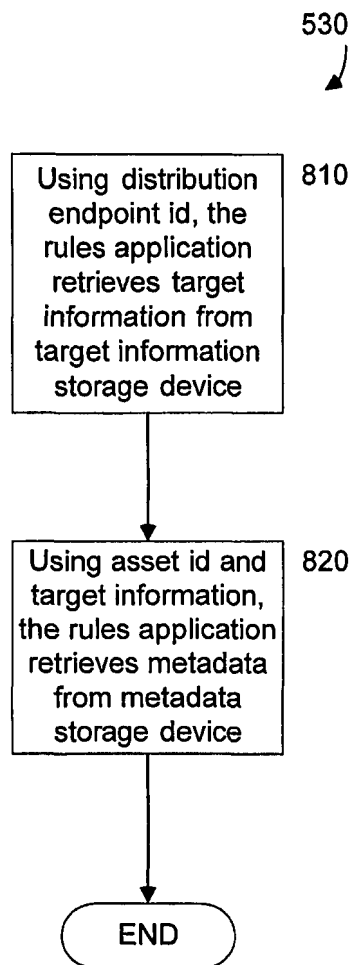 530
Using distribution
endpoint id, the
rules application
retrieves target
information from
target information
storage device
810
Using asset id and
target information,
the rules application
retrieves metadata
from metadata
storage device
820
END